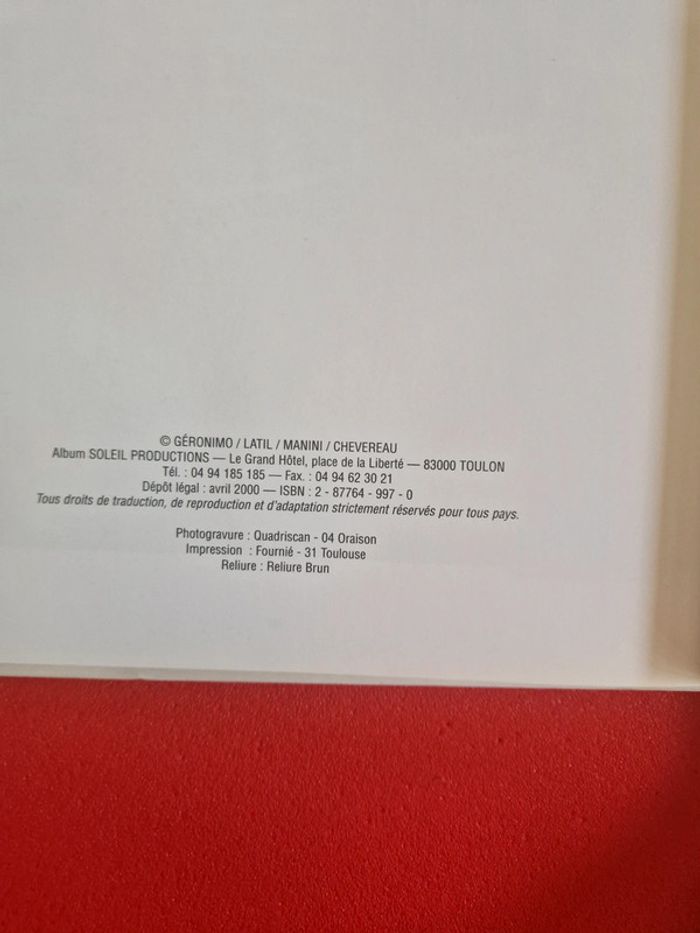 © GÉRONIMO / LATIL / MANINI / CHEVEREAU
Album SOLEIL PRODUCTIONS — Le Grand Hôtel, place de la Liberté — 83000 TOULON
Tél. : 04 94 185 185 — Fax. : 04 94 62 30 21
Dépôt légal : avril 2000 — ISBN : 2 - 87764 - 997 - 0
Tous droits de traduction, de reproduction et d'adaptation strictement réservés pour tous pays.
Photogravure : Quadriscan - 04 Oraison
Impression : Fournié - 31 Toulouse
Reliure : Reliure Brun